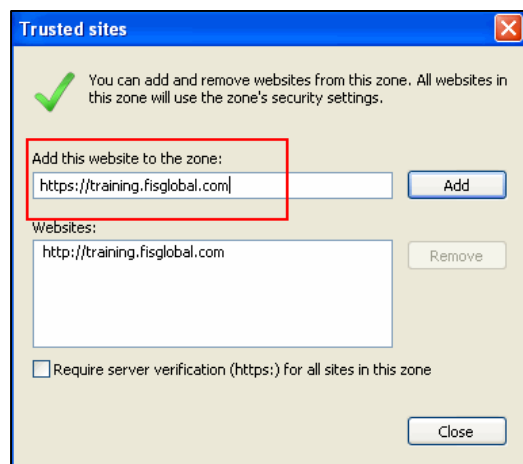 Trusted sites
You can add and remove websites from this zone. All websites in
this zone will use the zone's security settings.
Add this website to the zone:
https://training.fisglobal.com
Add
Websites:
http://training.fisglobal.com
Remove
Require server verification (https:) for all sites in this zone
Close